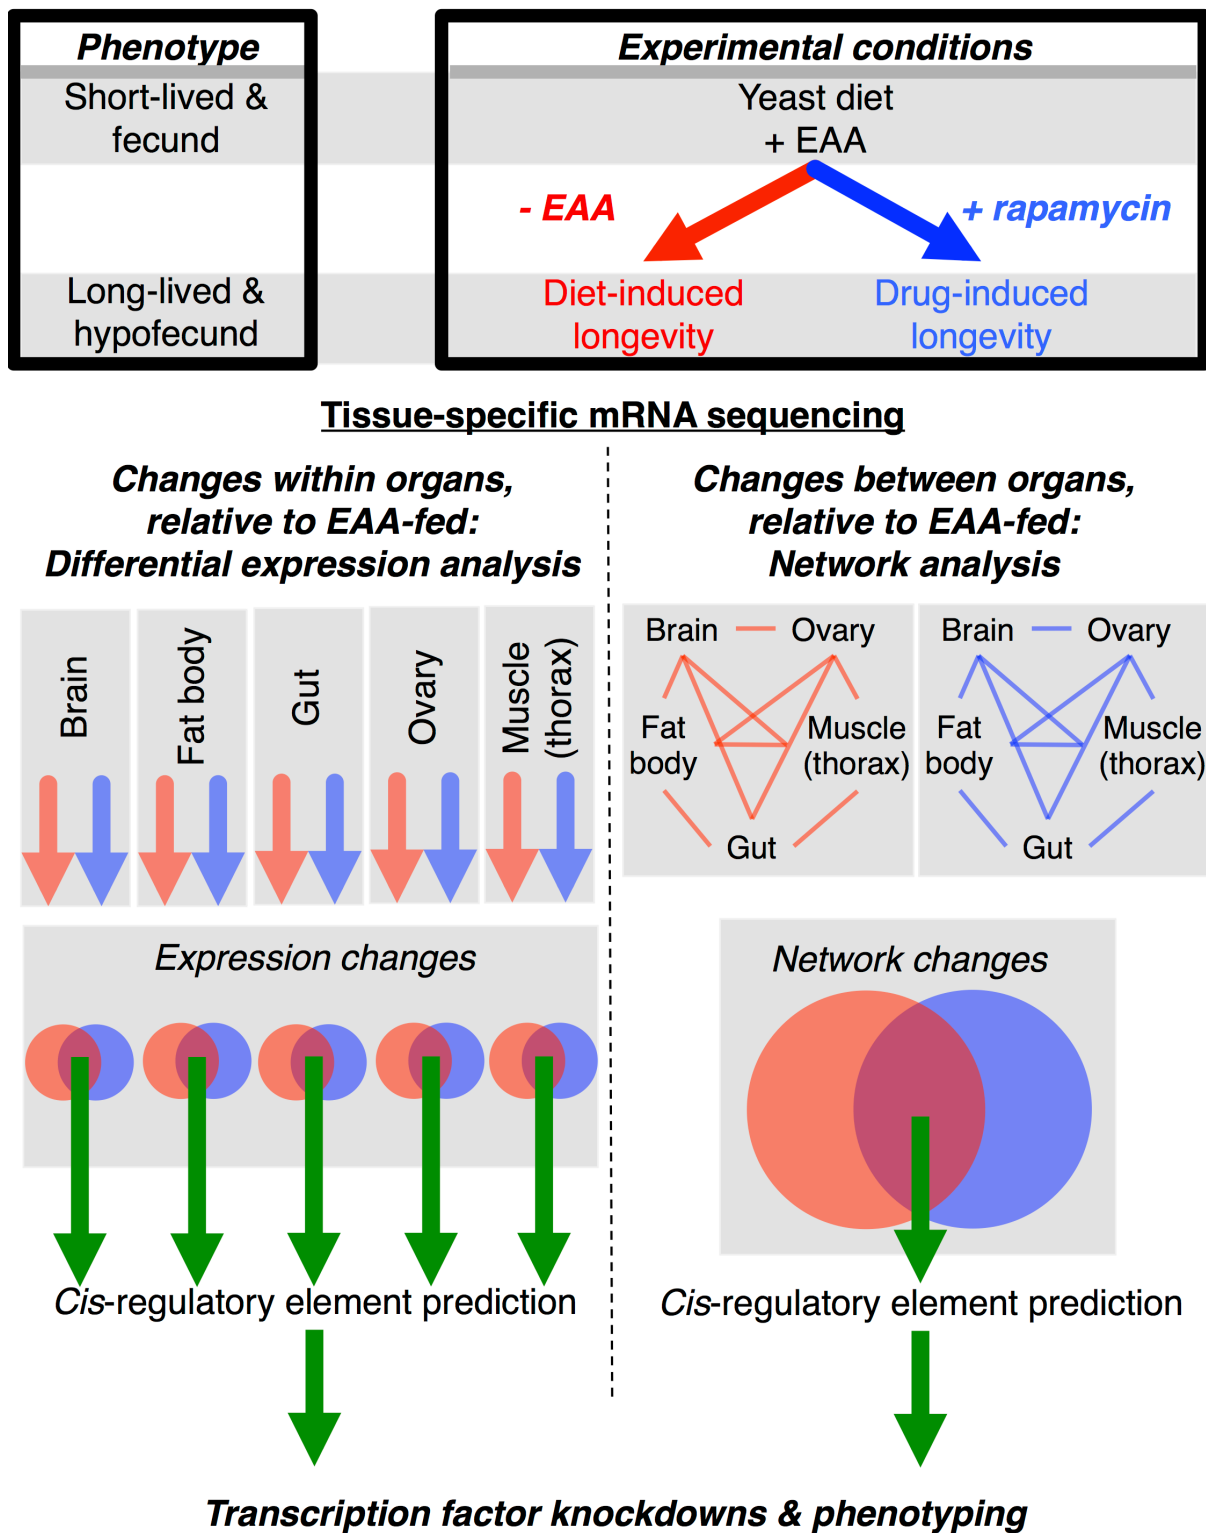 Phenotype
Short-lived &
fecund
Long-lived &
hypofecund
Experimental conditions
Yeast diet
+ EAA
- EAA
+ rapamycin
Diet-induced
longevity
Drug-induced
longevity
Tissue-specific mRNA sequencing
Changes within organs,
relative to EAA-fed:
Differential expression analysis
Brain
Fat body
Gut
Ovary
Muscle
(thorax)
Expression changes
Cis-regulatory element prediction
Changes between organs,
relative to EAA-fed:
Network analysis
Brain
Ovary
Fat
body
Muscle
(thorax)
Gut
Brain
Ovary
Fat
body
Muscle
(thorax)
Gut
Network changes
Cis-regulatory element prediction
Transcription factor knockdowns & phenotyping